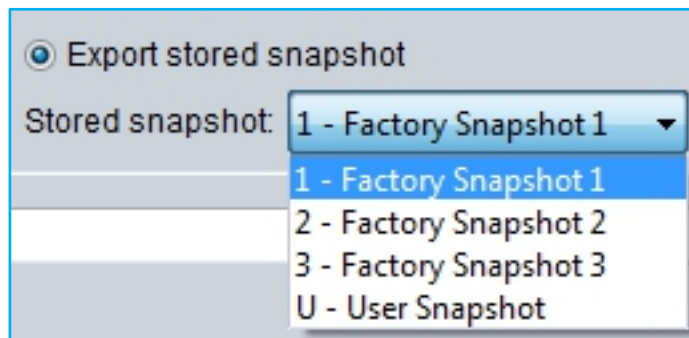 Export stored snapshot
Stored snapshot: 1 - Factory Snapshot 1
1 - Factory Snapshot 1
2 - Factory Snapshot 2
3 - Factory Snapshot 3
U - User Snapshot